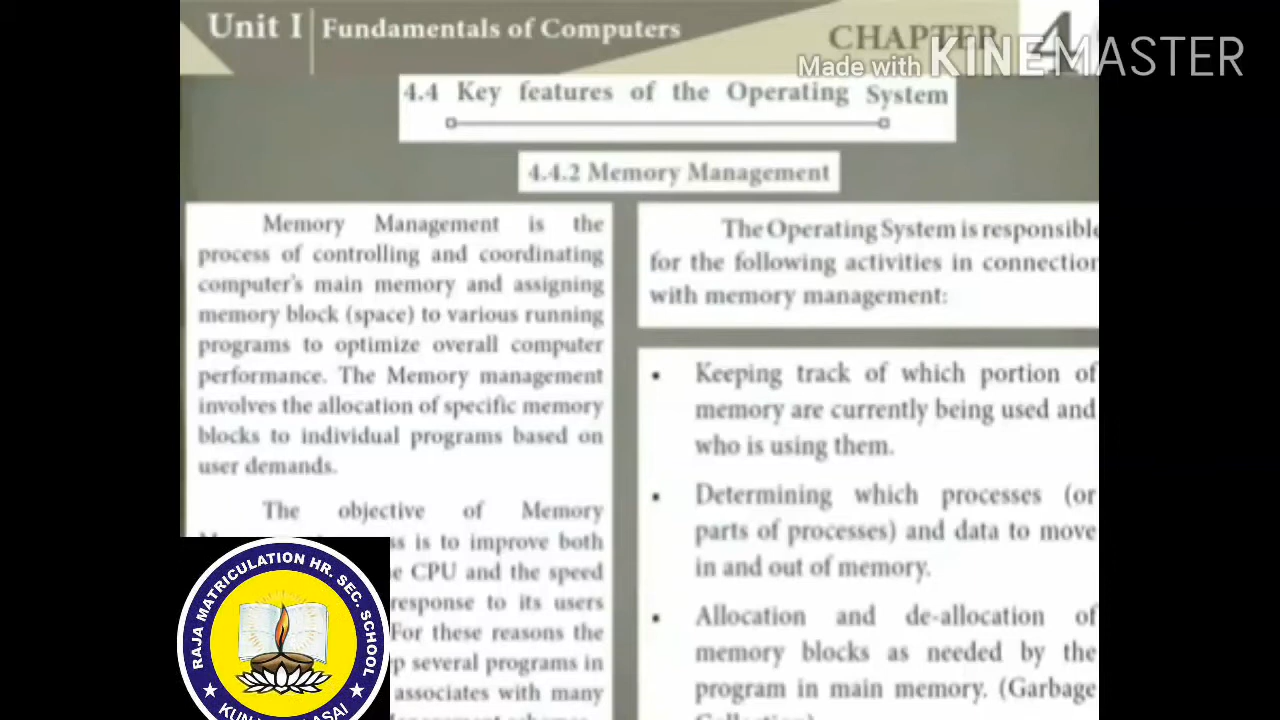 Unit I Fundamentals of Computers
CHAPTER 4
Made with KINEMASTER
4.4 Key features of the Operating System
4.4.2 Memory Management
Memory Management is the
process of controlling and coordinating
computer's main memory and assigning
memory block (space) to various running
programs to optimize overall computer
performance. The Memory management
involves the allocation of specific memory
blocks to individual programs based on
user demands.
The objective of Memory
ss is to improve both
e CPU and the speed
response to its users
For these reasons the
p several programs in
associates with many
The Operating System is responsible
for the following activities in connection
with memory management:
• Keeping track of which portion of
memory are currently being used and
who is using them.
• Determining which processes (or
parts of processes) and data to move
in and out of memory.
• Allocation and de-allocation of
memory blocks as needed by the
program in main memory. (Garbage
RAJA MATRICULATION HR. SEC. SCHOOL